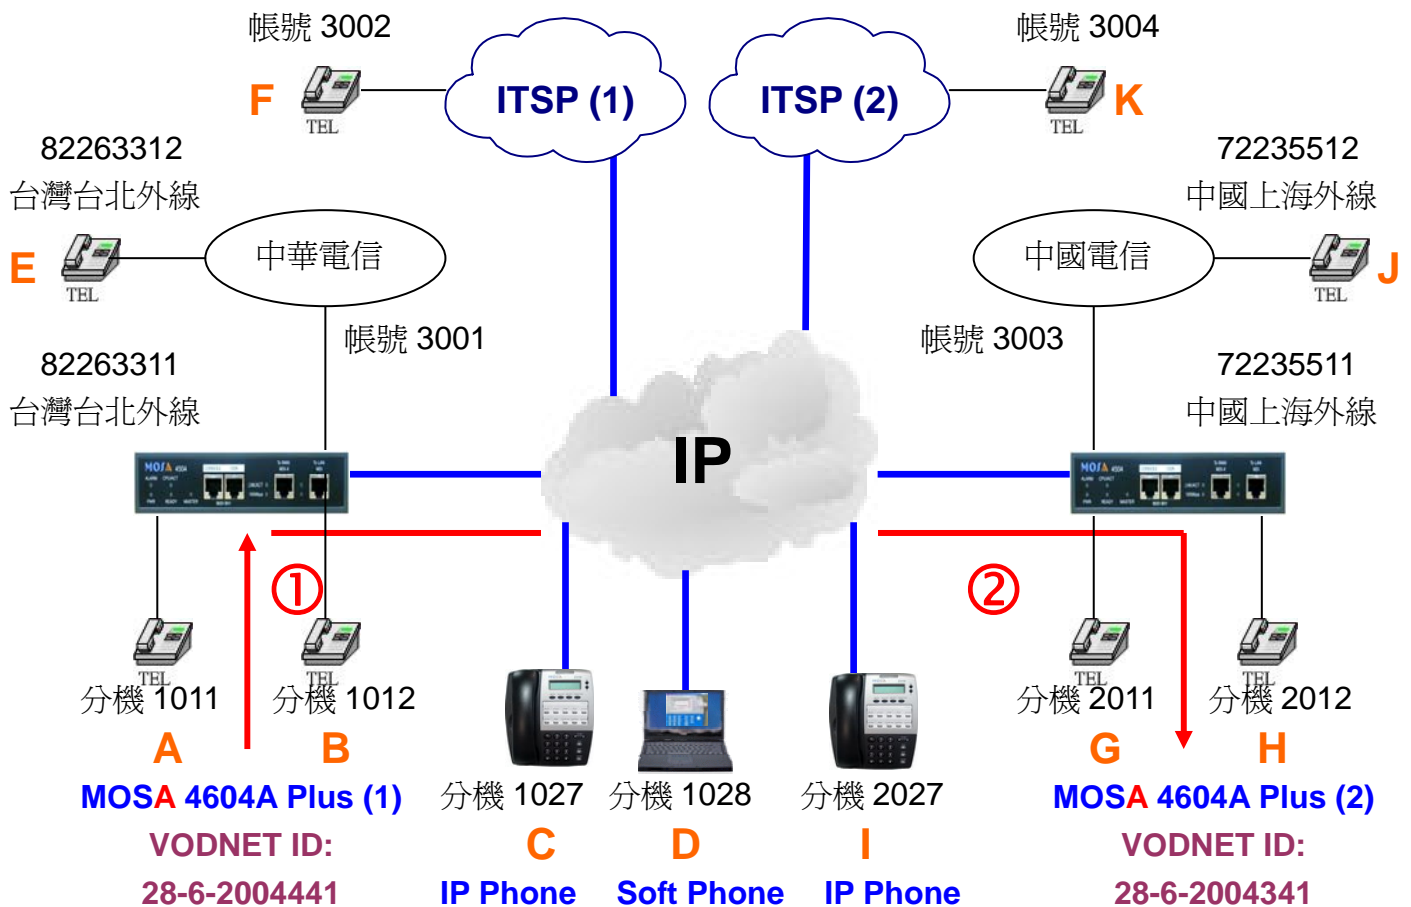 帳號 3002
帳號 3004
F
TEL
ITSP (1)
ITSP (2)
TEL
K
82263312
台灣台北外線
72235512
中國上海外線
E
TEL
中華電信
中國電信
TEL
J
帳號 3001
帳號 3003
82263311
台灣台北外線
72235511
中國上海外線
IP
MOSA 4504
MOSA 4504
①
②
TEL
TEL
TEL
TEL
分機 1011
分機 1012
分機 2011
分機 2012
A
B
G
H
MOSA 4604A Plus (1)
分機 1027
分機 1028
分機 2027
MOSA 4604A Plus (2)
VODNET ID:
C
D
I
VODNET ID:
28-6-2004441
IP Phone
Soft Phone
IP Phone
28-6-2004341